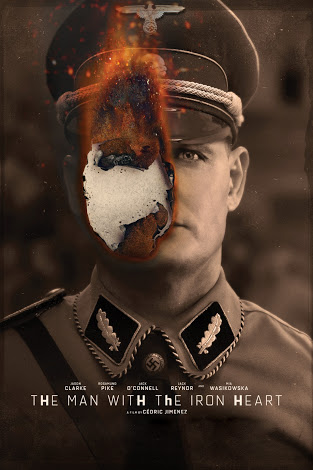 JASON CLARKE ROSAMUND PIKE JACK O'CONNELL JACK REYNOR AND MIA WASIKOWSKA
THE MAN WITH THE IRON HEART
A FILM BY CÉDRIC JIMENEZ